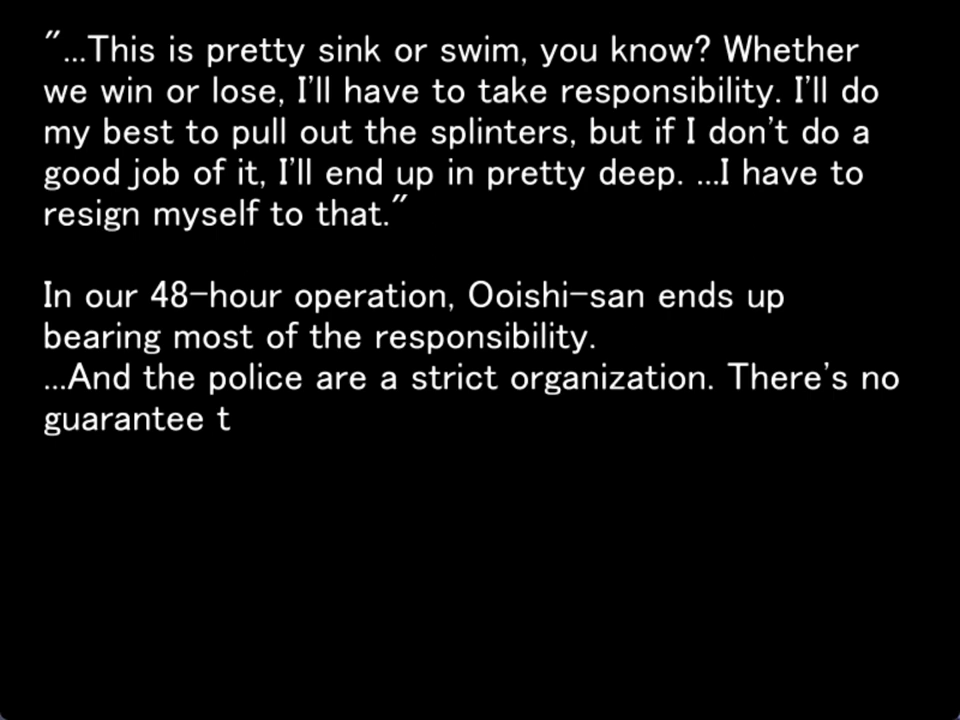 "...This is pretty sink or swim, you know? Whether
we win or lose, I'll have to take responsibility. I'll do
my best to pull out the splinters, but if I don't do a
good job of it, I'll end up in pretty deep. ...I have to
resign myself to that."
In our 48-hour operation, Ooishi-san ends up
bearing most of the responsibility.
...And the police are a strict organization. There's no
guarantee t